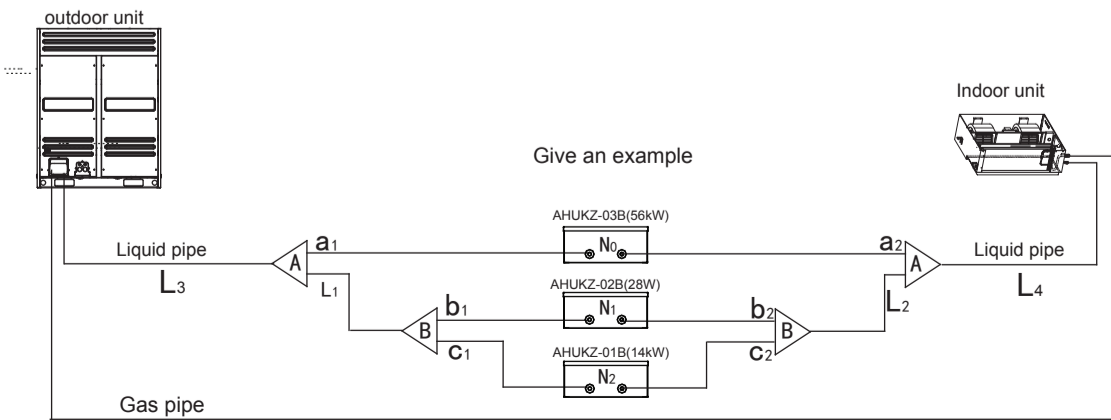 outdoor unit
Indoor unit
Give an example
AHUKZ-03B(56kW)
Liquid pipe
L3
A
a1
N0
a2
A
Liquid pipe
L4
L1
AHUKZ-02B(28W)
L2
B
b1
N1
b2
B
c1
AHUKZ-01B(14kW)
c2
N2
Gas pipe